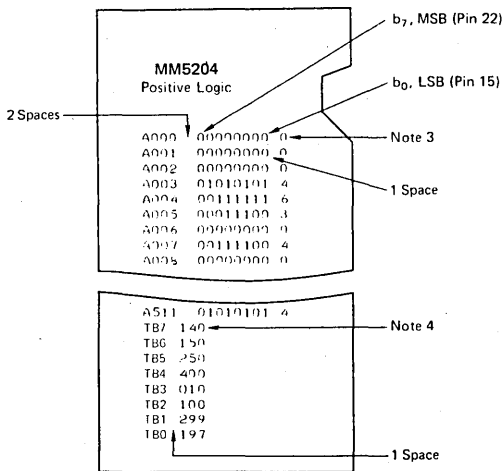 b7, MSB (Pin 22)
MM5204
Positive Logic
b0, LSB (Pin 15)
2 Spaces
A000 00000000 0
Note 3
A001 00000000 0
A002 00000000 0
1 Space
A003 01010101 4
A004 00111111 6
A005 00011100 3
A006 00000000 0
A007 00111100 4
A008 00000000 0
A511 01010101 4
TB7 140
Note 4
TB6 150
TB5 250
TB4 400
TB3 010
TB2 100
TB1 299
TB0 197
1 Space